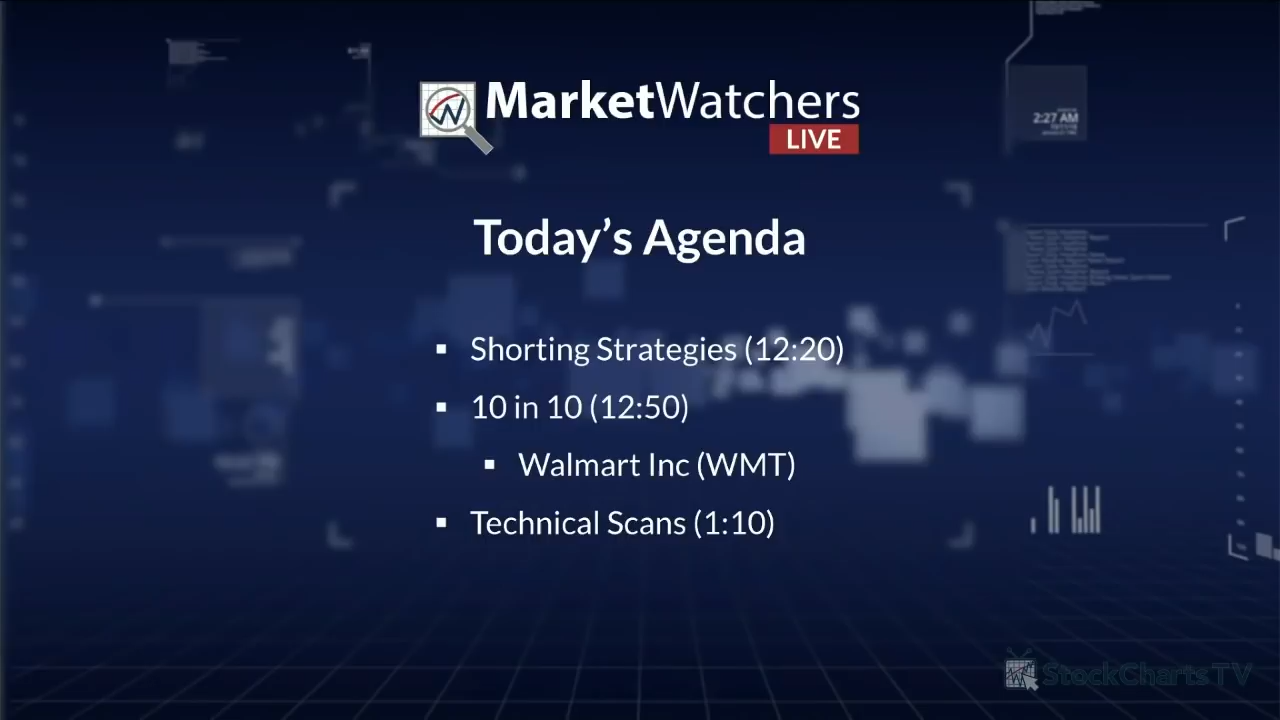 MarketWatchers
LIVE
2:27 AM
Today’s Agenda
▪ Shorting Strategies (12:20)
▪ 10 in 10 (12:50)
▪ Walmart Inc (WMT)
▪ Technical Scans (1:10)
StockChartsTV